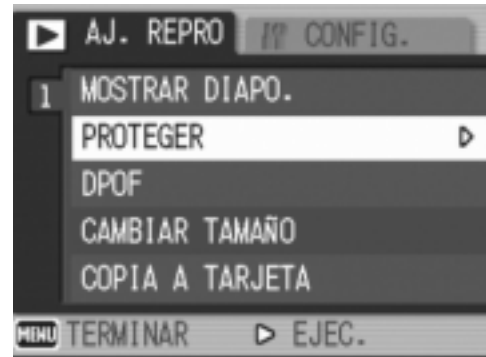 AJ. REPRO CONFIG.
1 MOSTRAR DIAPO.
PROTEGER
DPOF
CAMBIAR TAMAÑO
COPIA A TARJETA
MENU TERMINAR EJEC.